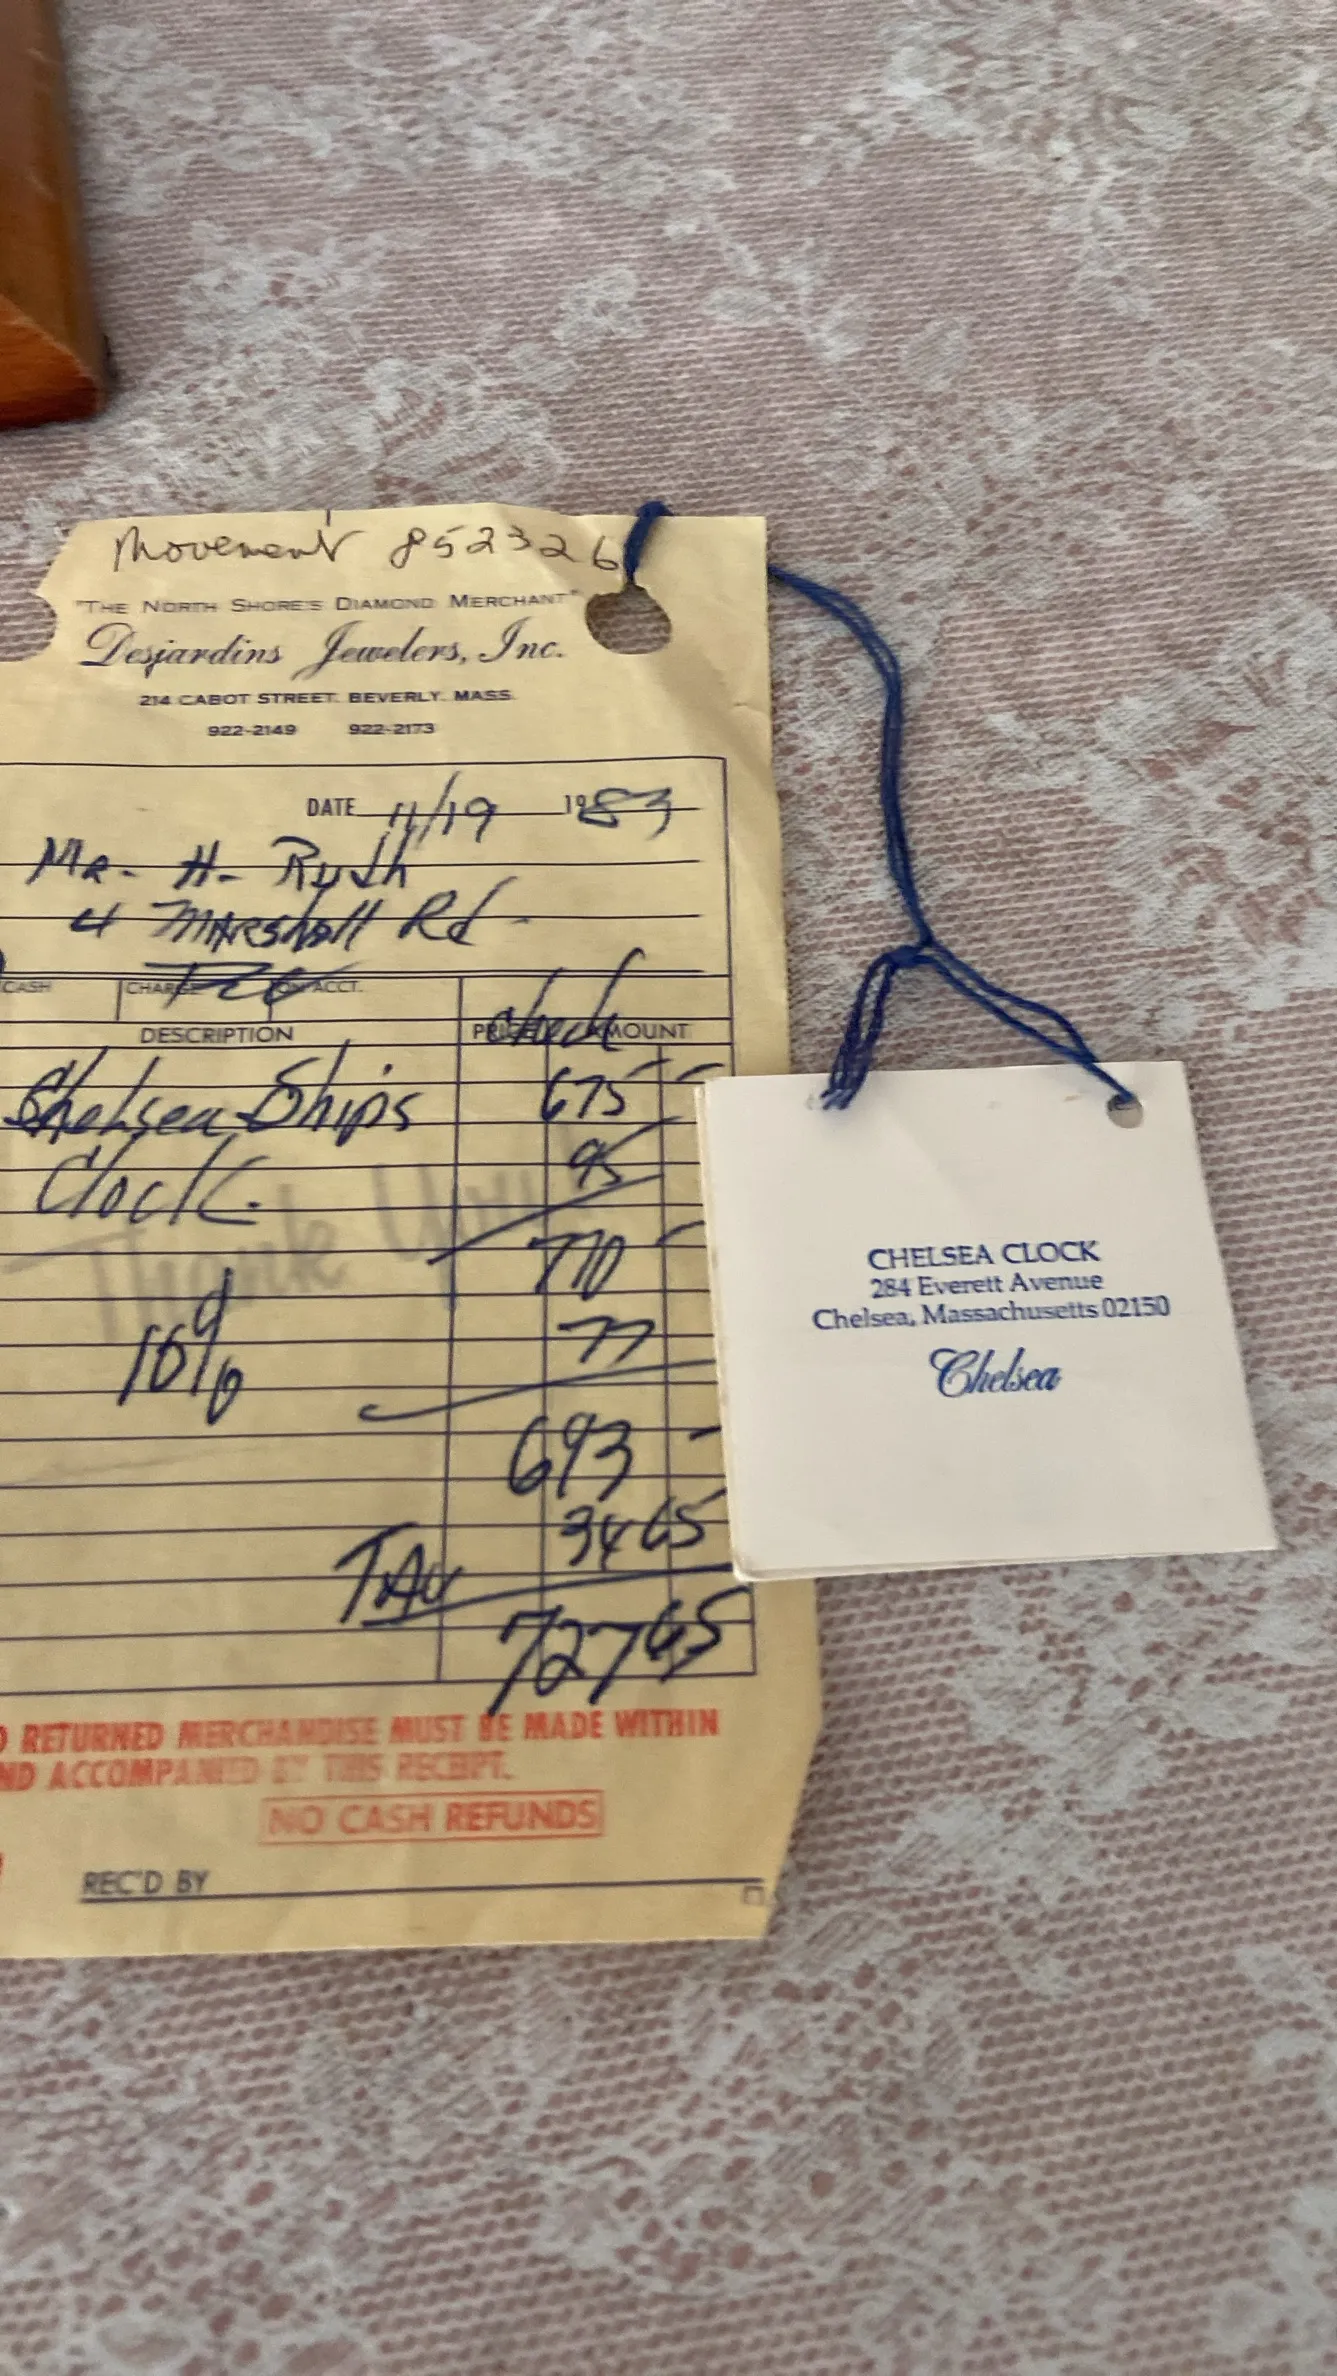 Movement 852326
"THE NORTH SHORE'S DIAMOND MERCHANT"
Desjardins Jewelers, Inc.
214 CABOT STREET. BEVERLY. MASS.
922-2149 922-2173
DATE 11/19 1983
Mr. H. Ruth
4 Marshall Rd.
CASH CHARGE ON ACCT.
check
DESCRIPTION PRICE AMOUNT
Chelsea Ships 675
Clock. 95
Thank You
770
10% 77
693
Tax 34 65
727 65
RETURNED MERCHANDISE MUST BE MADE WITHIN
ND ACCOMPANIED BY THIS RECEIPT.
NO CASH REFUNDS
REC'D BY
CHELSEA CLOCK
284 Everett Avenue
Chelsea, Massachusetts 02150
Chelsea